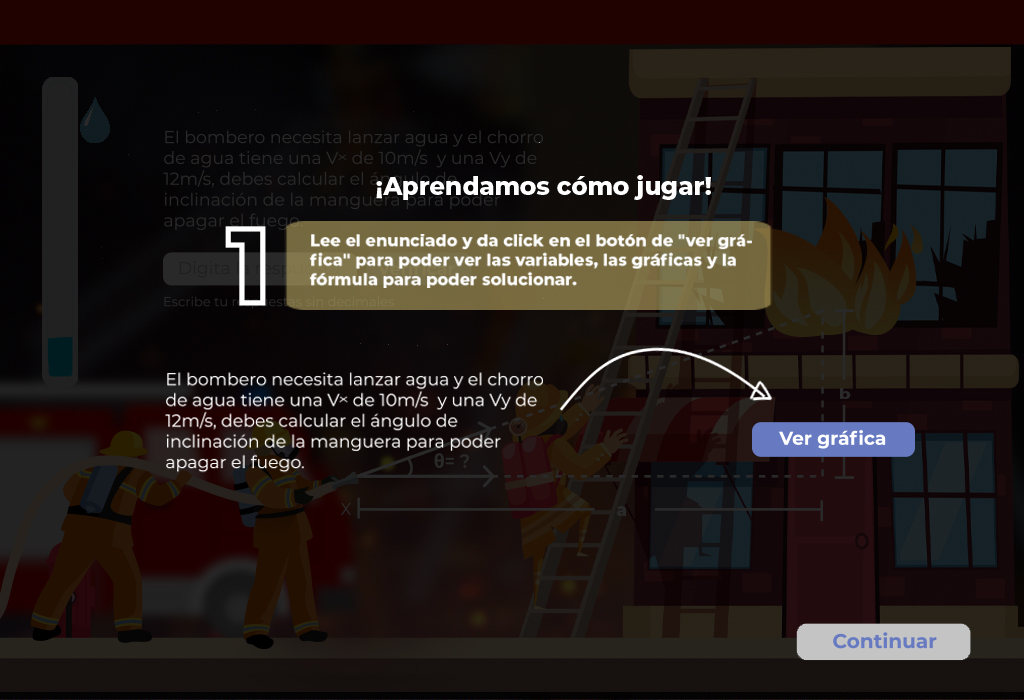 El bombero necesita lanzar agua y el chorro
de agua tiene una Vx de 10m/s y una Vy de
12m/s, debes calcular el ángulo de
inclinación de la manguera para poder
apagar el fuego.
¡Aprendamos cómo jugar!
1
Lee el enunciado y da click en el botón de "ver grá-
fica" para poder ver las variables, las gráficas y la
fórmula para poder solucionar.
Digita
Escribe tu respuestas sin decimales
El bombero necesita lanzar agua y el chorro
de agua tiene una Vx de 10m/s y una Vy de
12m/s, debes calcular el ángulo de
inclinación de la manguera para poder
apagar el fuego.
b
Ver gráfica
θ= ?
X
a
Continuar